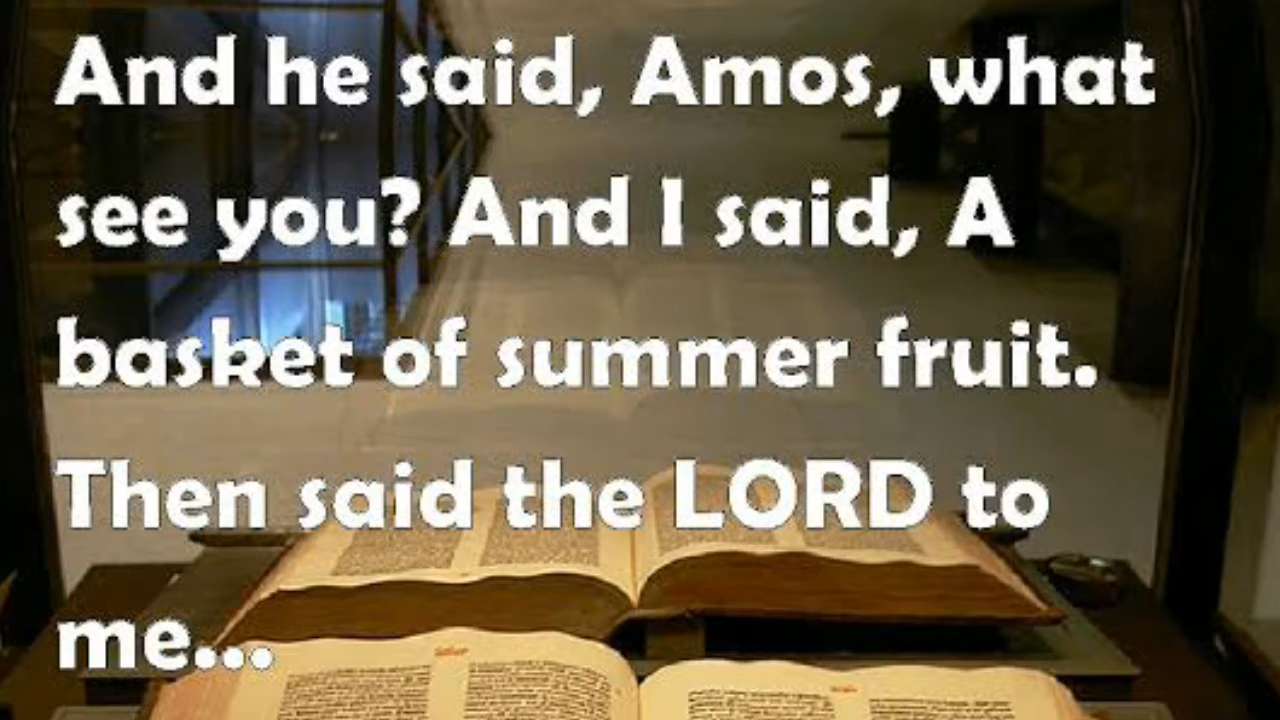 And he said, Amos, what
see you? And I said, A
basket of summer fruit.
Then said the LORD to
me...